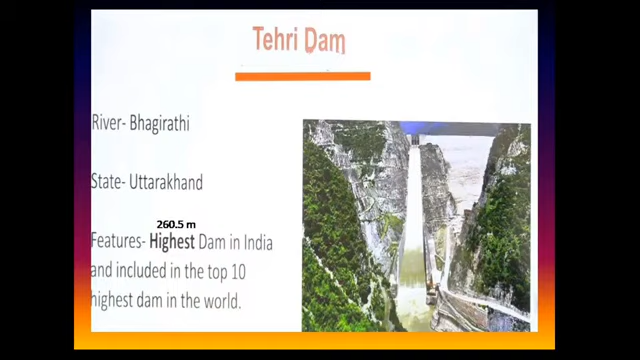 Tehri Dam
River- Bhagirathi
State- Uttarakhand
260.5 m
Features- Highest Dam in India
and included in the top 10
highest dam in the world.